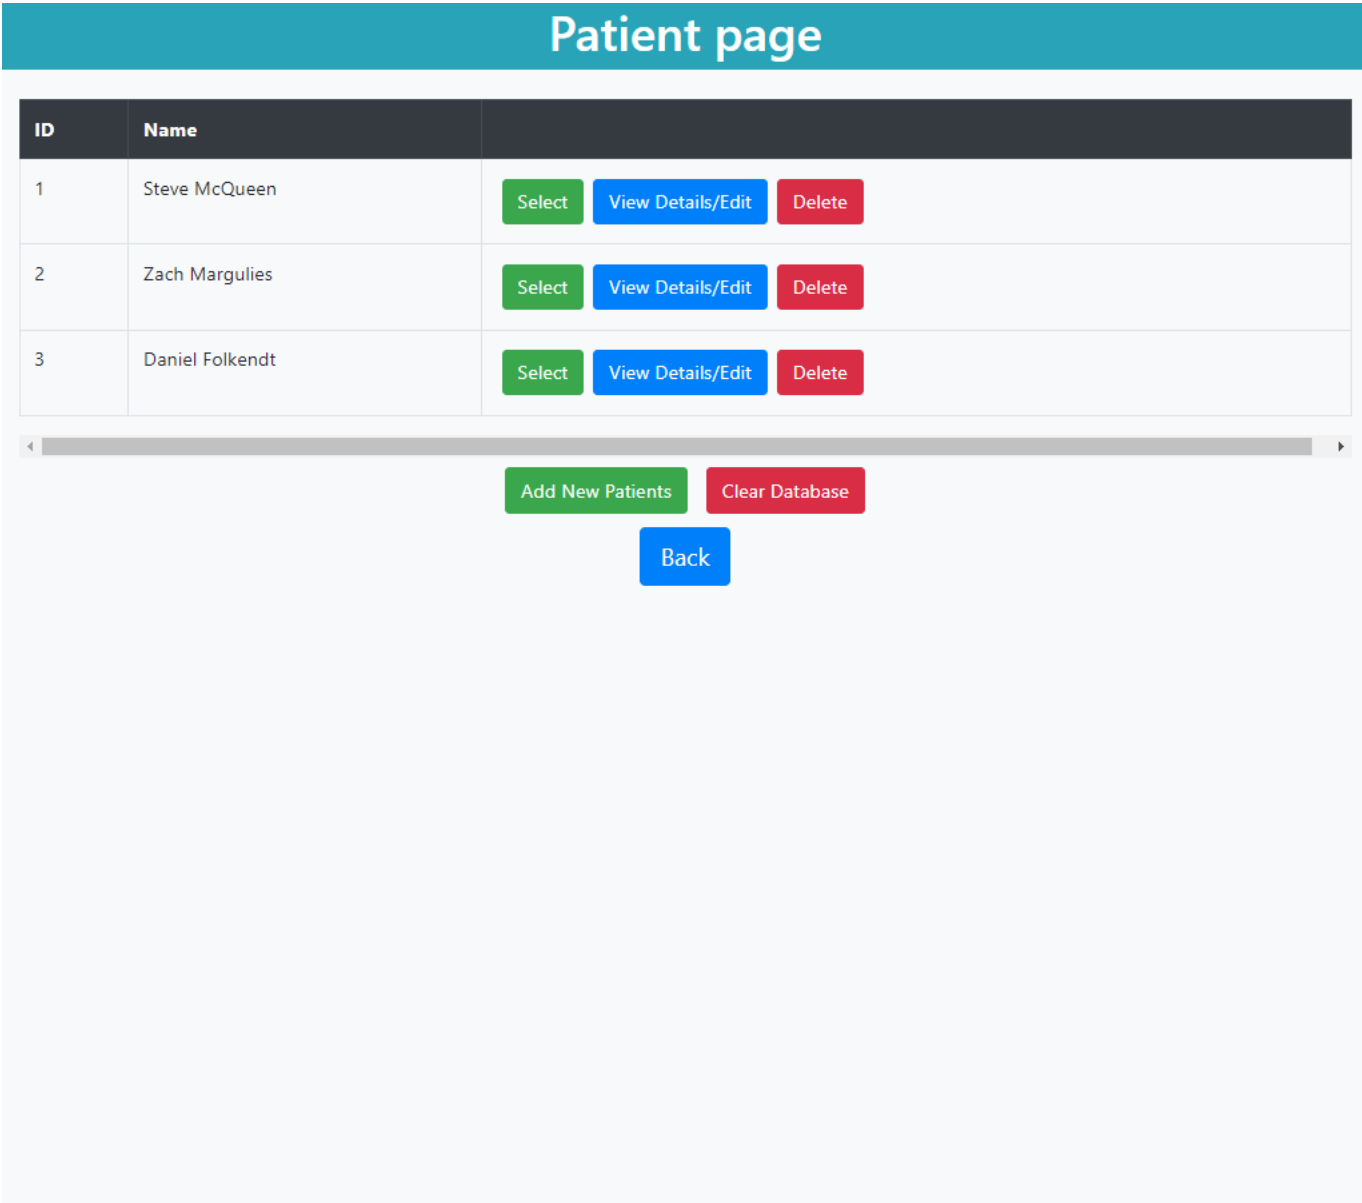 Patient page
ID Name
1 Steve McQueen Select View Details/Edit Delete
2 Zach Margulies Select View Details/Edit Delete
3 Daniel Folkendt Select View Details/Edit Delete
Add New Patients Clear Database
Back